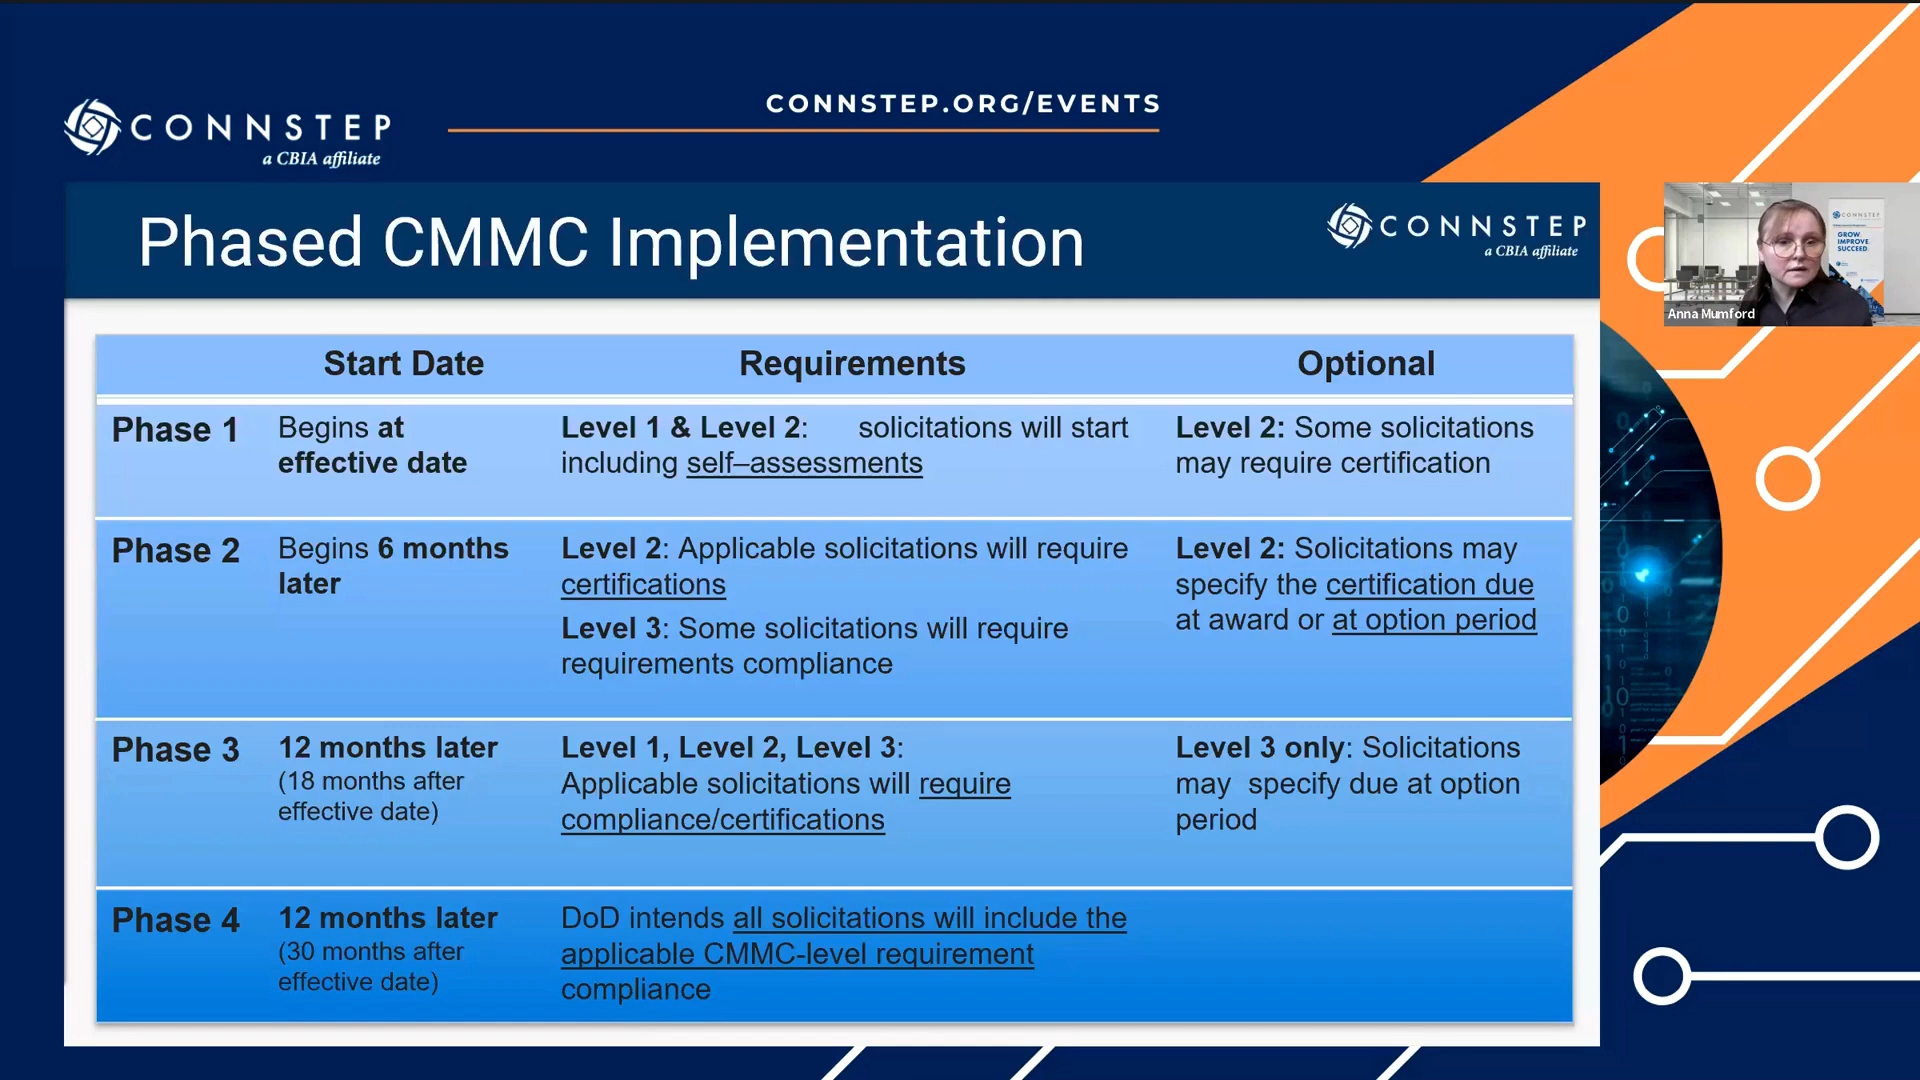 CONNSTEP.ORG/EVENTS
CONNSTEP
a CBIA affiliate
Phased CMMC Implementation
CONNSTEP
a CBIA affiliate
CONNSTEP
GROW.
IMPROVE.
SUCCEED.
Anna Mumford
Start Date
Requirements
Optional
Phase 1
Begins at
effective date
Level 1 & Level 2: solicitations will start
including self–assessments
Level 2: Some solicitations
may require certification
Phase 2
Begins 6 months
later
Level 2: Applicable solicitations will require
certifications
Level 3: Some solicitations will require
requirements compliance
Level 2: Solicitations may
specify the certification due
at award or at option period
Phase 3
12 months later
(18 months after
effective date)
Level 1, Level 2, Level 3:
Applicable solicitations will require
compliance/certifications
Level 3 only: Solicitations
may specify due at option
period
Phase 4
12 months later
(30 months after
effective date)
DoD intends all solicitations will include the
applicable CMMC-level requirement
compliance